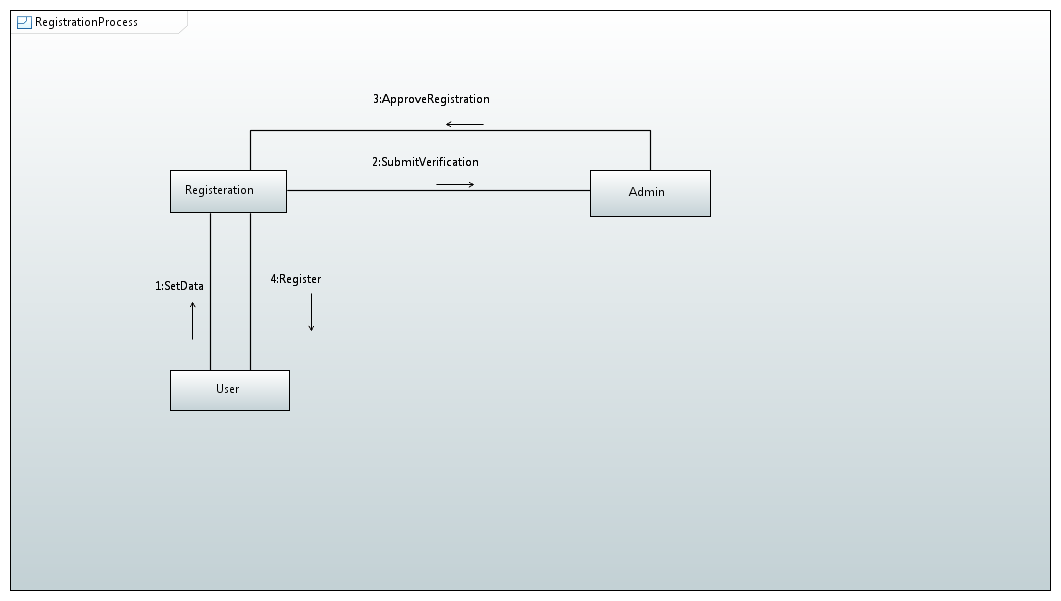 RegistrationProcess
3:ApproveRegistration
2:SubmitVerification
Registeration
Admin
1:SetData
4:Register
User